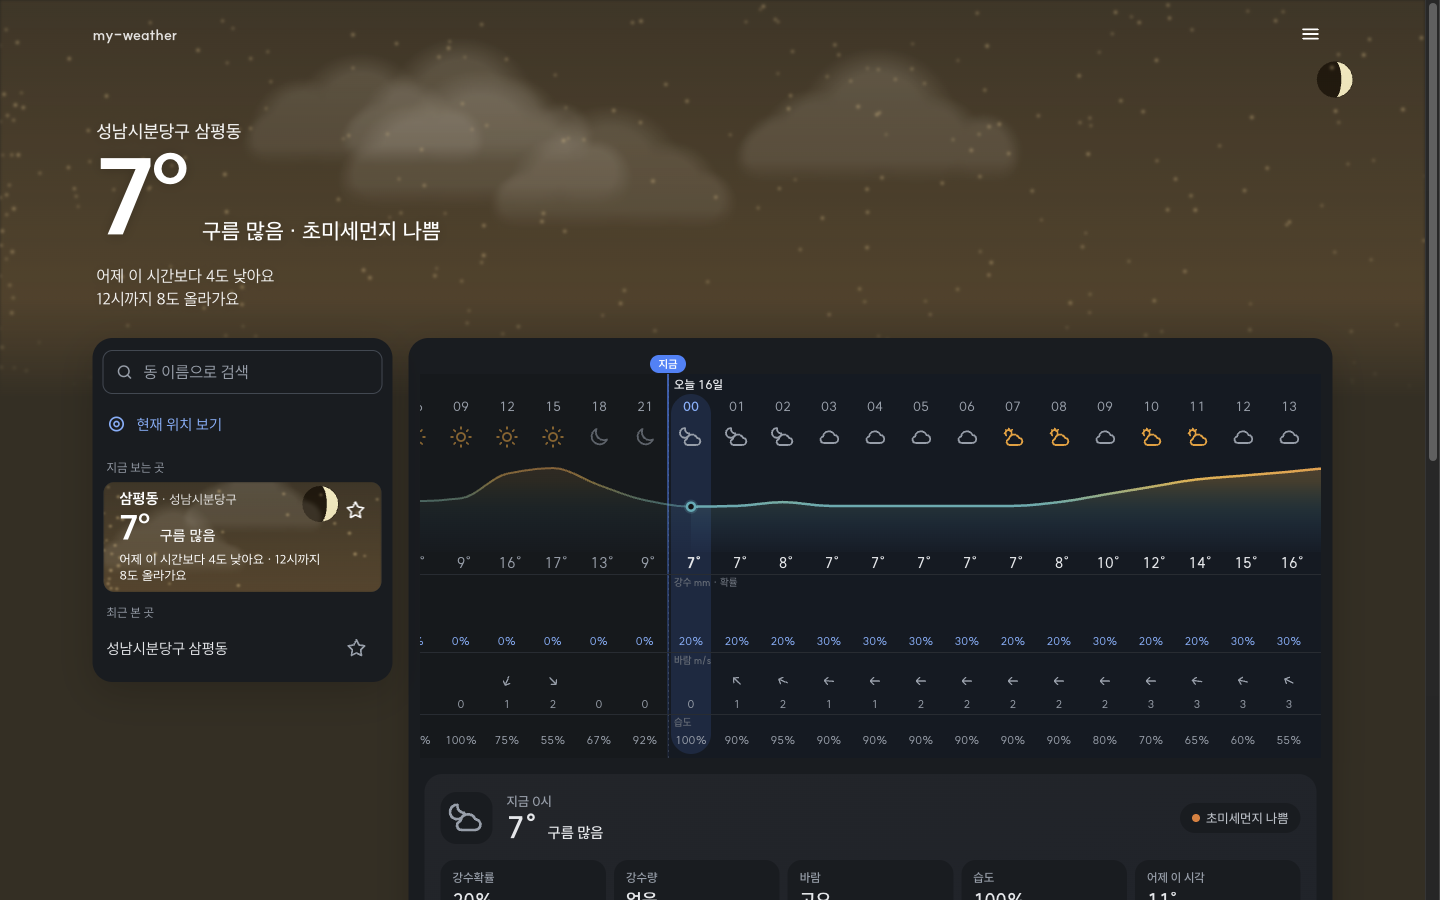 my-weather
성남시분당구 삼평동
7°
구름 많음 · 초미세먼지 나쁨
어제 이 시간보다 4도 낮아요
12시까지 8도 올라가요
동 이름으로 검색
현재 위치 보기
지금 보는 곳
삼평동 · 성남시분당구
7° 구름 많음
어제 이 시간보다 4도 낮아요 · 12시까지
8도 올라가요
최근 본 곳
성남시분당구 삼평동
지금
오늘 16일
09 12 15 18 21 00 01 02 03 04 05 06 07 08 09 10 11 12 13
9° 16° 17° 13° 9° 7° 7° 8° 7° 7° 7° 7° 7° 8° 10° 12° 14° 15° 16°
강수 mm · 확률
0% 0% 0% 0% 0% 20% 20% 20% 30% 30% 30% 30% 20% 20% 30% 20% 20% 30% 30%
바람 m/s
0 1 2 0 0 0 1 2 1 1 2 2 2 2 2 3 3 3 3
습도
% 100% 75% 55% 67% 92% 100% 90% 95% 90% 90% 90% 90% 90% 90% 80% 70% 65% 60% 55%
지금 0시
7° 구름 많음
초미세먼지 나쁨
강수확률 강수량 바람 습도 어제 이 시각
20% 없음 고요 100% 11°